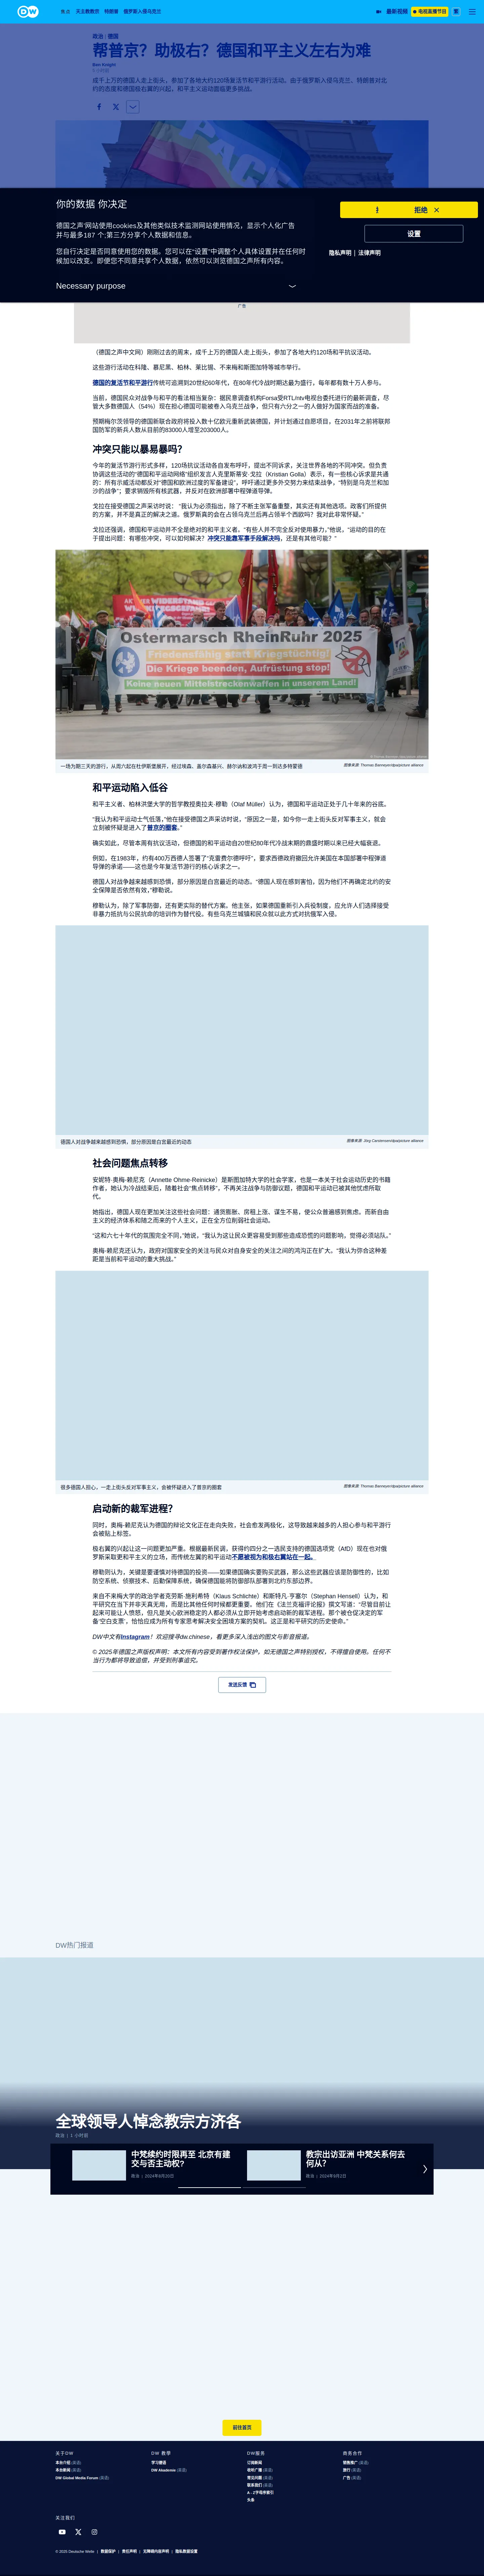 DW
焦点 天主教教宗 特朗普 俄罗斯入侵乌克兰
最新视频 电视直播节目
政治 | 德国
帮普京？助极右？德国和平主义左右为难
Ben Knight
成千上万的德国人走上街头，参加了各地大约120场复活节和平游行活动。由于俄罗斯入侵乌克兰、特朗普对北约的态度和德国极右翼的兴起，和平主义运动面临更多挑战。
你的数据 你决定
德国之声`网站使用cookies及其他类似技术监测网站使用情况，显示个人化广告
并与最多187 个;第三方分享个人数据和信息。
您自行决定是否同意使用您的数据。您可以在“设置”中调整个人具体设置并在任何时
候加以改变。即使您不同意共享个人数据，依然可以浏览德国之声所有内容。
Necessary purpose
拒绝
设置
隐私声明 | 法律声明
广告
（德国之声中文网）刚刚过去的周末，成千上万的德国人走上街头，参加了各地大约120场和平抗议活动。
这些游行活动在科隆、慕尼黑、柏林、莱比锡、不来梅和斯图加特等城市举行。
德国的复活节和平游行传统可追溯到20世纪60年代，在80年代冷战时期达最为盛行，每年都有数十万人参与。
当前，德国民众对战争与和平的看法相当复杂：据民意调查机构Forsa受RTL/ntv电视台委托进行的最新调查，尽管大多数德国人（54%）现在担心德国可能被卷入乌克兰战争，但只有六分之一的人做好为国家而战的准备。
预期梅尔茨领导的德国新联合政府将投入数十亿欧元重新武装德国，并计划通过自愿项目，在2031年之前将联邦国防军的新兵人数从目前的83000人增至203000人。
冲突只能以暴易暴吗？
今年的复活节游行形式多样，120场抗议活动各自发布呼吁，提出不同诉求，关注世界各地的不同冲突。但负责协调这些活动的“德国和平运动网络”组织发言人克里斯蒂安·戈拉（Kristian Golla）表示，有一些核心诉求是共通的：所有示威活动都反对“德国和欧洲过度的军备建设”，呼吁通过更多外交努力来结束战争，“特别是乌克兰和加沙的战争”；要求销毁所有核武器，并反对在欧洲部署中程弹道导弹。
戈拉在接受德国之声采访时说： “我认为必须指出，除了不断主张军备重整，其实还有其他选项。政客们所提供的方案，并不是真正的解决之道。俄罗斯真的会在占领乌克兰后再占领半个西欧吗？我对此非常怀疑。”
戈拉还强调，德国和平运动并不全是绝对的和平主义者。“有些人并不完全反对使用暴力，”他说。“运动的目的在于提出问题：有哪些冲突，可以如何解决？冲突只能靠军事手段解决吗，还是有其他可能？”
Ostermarsch RheinRuhr 2025
Die Kriege beenden, Aufrüstung stop!
一场为期三天的游行，从周六起在杜伊斯堡展开，经过埃森、盖尔森基兴、赫尔讷和波鸿于周一到达多特蒙德
图像来源: Thomas Banneyer/dpa/picture alliance
和平运动陷入低谷
和平主义者、柏林洪堡大学的哲学教授奥拉夫·穆勒（Olaf Müller）认为，德国和平运动正处于几十年来的谷底。
“我认为和平运动士气低落，”他在接受德国之声采访时说，“原因之一是，如今你一走上街头反对军事主义，就会立刻被怀疑是进入了普京的圈套。”
确实如此，尽管本周有抗议活动，但德国的和平运动自20世纪80年代冷战末期的鼎盛时期以来已经大幅衰退。
例如，在1983年，约有400万西德人签署了“克雷费尔德呼吁”，要求西德政府撤回允许美国在本国部署中程弹道导弹的承诺——这也是今年复活节游行的核心诉求之一。
德国人对战争越来越感到恐惧，部分原因是白宫最近的动态。“德国人现在感到害怕，因为他们不再确定北约的安全保障是否依然有效，”穆勒说。
穆勒认为，除了军事防御，还有更实际的替代方案。他主张，如果德国重新引入兵役制度，应允许人们选择接受非暴力抵抗与公民抗命的培训作为替代役。有些乌克兰城镇和民众就以此方式对抗俄军入侵。
德国人对战争越来越感到恐惧，部分原因是白宫最近的动态
图像来源: Jörg Carstensen/dpa/picture alliance
社会问题焦点转移
安妮特·奥梅-赖尼克（Annette Ohme-Reinicke）是斯图加特大学的社会学家，也是一本关于社会运动历史的书籍作者，她认为冷战结束后，随着社会“焦点转移”，不再关注战争与防御议题，德国和平运动已被其他忧虑所取代。
她指出，德国人现在更加关注这些社会问题：通货膨胀、房租上涨、谋生不易，使公众普遍感到焦虑。而新自由主义的经济体系和随之而来的个人主义，正在全方位削弱社会运动。
“这和六七十年代的氛围完全不同，”她说，“我认为这让民众更容易受到那些造成恐慌的问题影响，觉得必须站队。”
奥梅-赖尼克还认为，政府对国家安全的关注与民众对自身安全的关注之间的鸿沟正在扩大。“我认为弥合这种差距是当前和平运动的重大挑战。”
很多德国人担心，一走上街头反对军事主义，会被怀疑进入了普京的圈套
图像来源: Thomas Banneyer/dpa/picture alliance
启动新的裁军进程？
同时，奥梅-赖尼克认为德国的辩论文化正在走向失败，社会愈发两极化，这导致越来越多的人担心参与和平游行会被贴上标签。
极右翼的兴起让这一问题更加严重。根据最新民调，获得约四分之一选民支持的德国选项党（AfD）现在也对俄罗斯采取更和平主义的立场，而传统左翼的和平运动不愿被视为和极右翼站在一起。
穆勒则认为，关键是要谨慎对待德国的投资——如果德国确实要购买武器，那么这些武器应该是防御性的，比如防空系统、侦察技术、后勤保障系统，确保德国能将防御部队部署到北约东部边界。
来自不来梅大学的政治学者克劳斯·施利希特（Klaus Schlichte）和斯特凡·亨塞尔（Stephan Hensell）认为，和平研究在当下并非天真无用，而是比其他时候都更加重要。他们在《法兰克福评论报》撰文写道：“尽管目前从结尾讲起来可能让人愤怒，但凡是关心欧洲稳定的人都必须从立即开始考虑启动新的裁军进程。那个被仓促决定的军备‘空白支票’，恰恰应成为所有专家思考解决安全困境方案的契机。这是和平研究的历史使命。”
DW中文有Instagram！欢迎搜寻dw.chinese，看更多深入浅出的图文与影音报道。
© 2025年德国之声版权声明：本文所有内容受到著作权法保护，如无德国之声特别授权，不得擅自使用。任何不当行为都将导致追偿，并受到刑事追究。
发送反馈
DW热门报道
全球领导人悼念教宗方济各
政治 | 1 小时前
中梵续约时限再至 北京有建交与否主动权？
政治 | 2024年9月20日
教宗出访亚洲 中梵关系何去何从？
政治 | 2024年9月2日
前往首页
关于DW
本台介绍 (英语)
本台新闻 (英语)
DW Global Media Forum (英语)
DW 教学
学习德语
DW Akademie (英语)
DW服务
订阅新闻
收听广播 (英语)
常见问题 (英语)
联系我们 (英语)
A - Z字母序索引
头条
商务合作
销售推广 (英语)
旅行 (英语)
广告 (英语)
关注我们
© 2025 Deutsche Welle | 数据保护 | 责任声明 | 无障碍内容声明 | 隐私数据设置